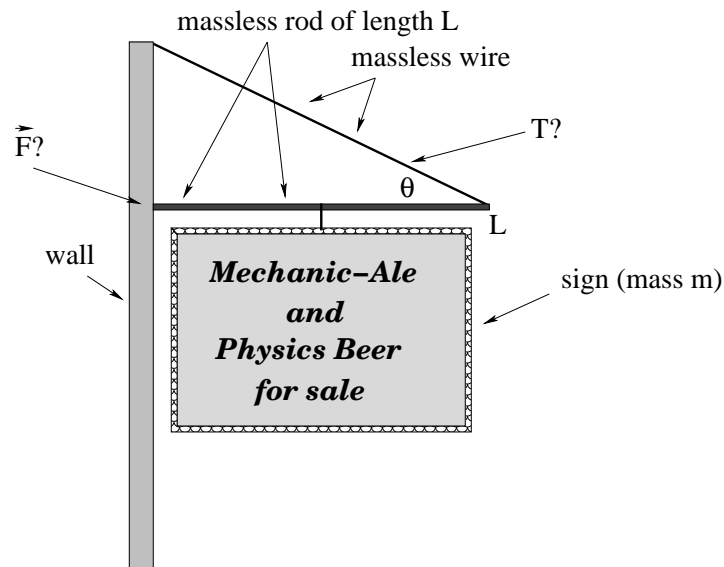 massless rod of length L
massless wire
F?
T?
θ
L
wall
sign (mass m)
Mechanic–Ale
and
Physics Beer
for sale